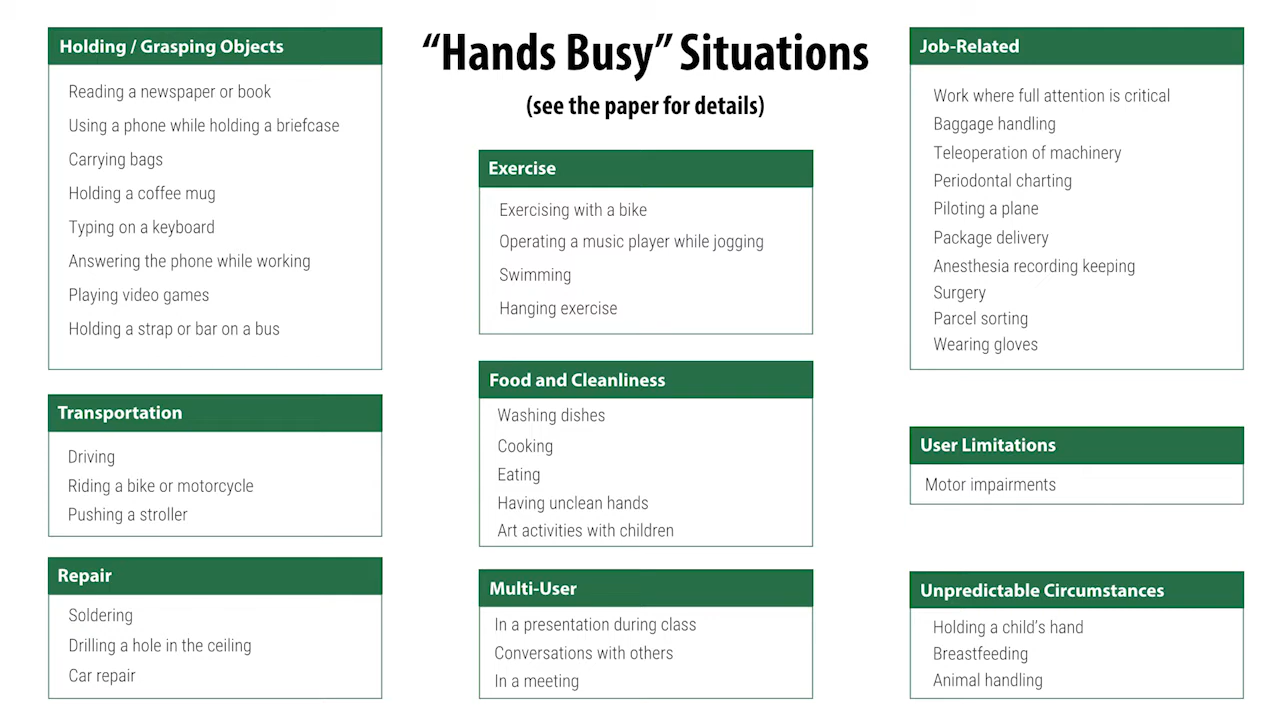 Holding / Grasping Objects
Reading a newspaper or book
Using a phone while holding a briefcase
Carrying bags
Holding a coffee mug
Typing on a keyboard
Answering the phone while working
Playing video games
Holding a strap or bar on a bus
Transportation
Driving
Riding a bike or motorcycle
Pushing a stroller
Repair
Soldering
Drilling a hole in the ceiling
Car repair
“Hands Busy” Situations
(see the paper for details)
Exercise
Exercising with a bike
Operating a music player while jogging
Swimming
Hanging exercise
Food and Cleanliness
Washing dishes
Cooking
Eating
Having unclean hands
Art activities with children
Multi-User
In a presentation during class
Conversations with others
In a meeting
Job-Related
Work where full attention is critical
Baggage handling
Teleoperation of machinery
Periodontal charting
Piloting a plane
Package delivery
Anesthesia recording keeping
Surgery
Parcel sorting
Wearing gloves
User Limitations
Motor impairments
Unpredictable Circumstances
Holding a child’s hand
Breastfeeding
Animal handling